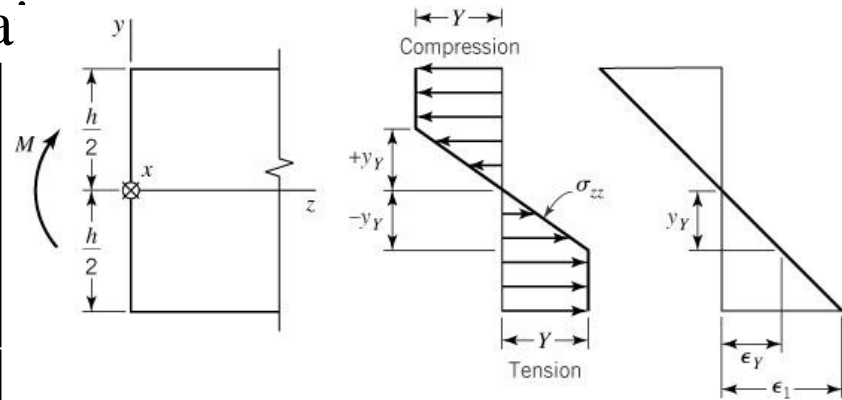 a
y
h
2
h
2
M
x
z
Y
Compression
+y_Y
−y_Y
σ_zz
Y
Tension
y_Y
ϵ_Y
ϵ_1